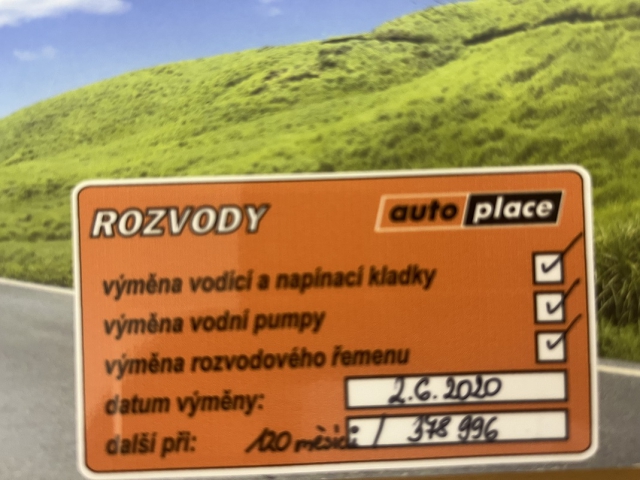 ROZVODY auto place
výměna vodící a napínací kladky
výměna vodní pumpy
výměna rozvodového řemenu
datum výměny: 2.6.2020
další při: 120 měsíců / 378 996